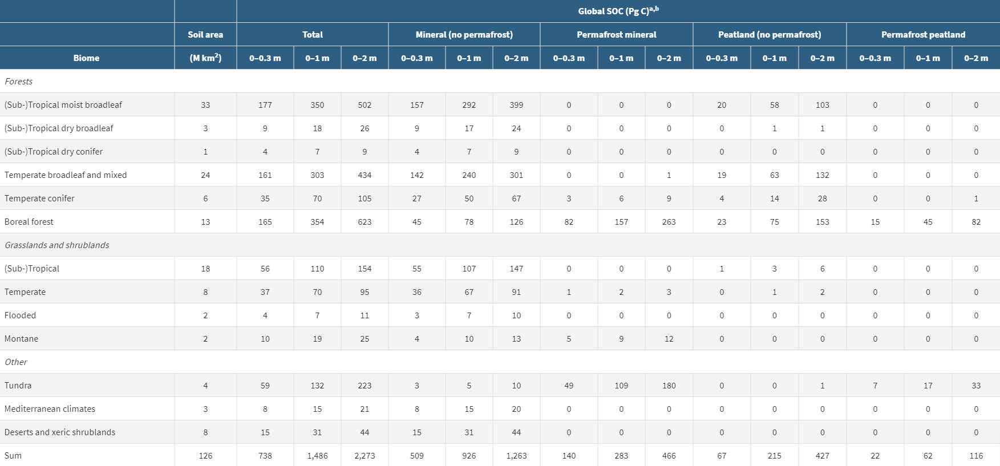 Global SOC (Pg C)a,b
Soil area Total Mineral (no permafrost) Permafrost mineral Peatland (no permafrost) Permafrost peatland
Biome (M km2) 0–0.3 m 0–1 m 0–2 m 0–0.3 m 0–1 m 0–2 m 0–0.3 m 0–1 m 0–2 m 0–0.3 m 0–1 m 0–2 m 0–0.3 m 0–1 m 0–2 m
Forests
(Sub-)Tropical moist broadleaf 33 177 350 502 157 292 399 0 0 0 20 58 103 0 0 0
(Sub-)Tropical dry broadleaf 3 9 18 26 9 17 24 0 0 0 0 1 1 0 0 0
(Sub-)Tropical dry conifer 1 4 7 9 4 7 9 0 0 0 0 0 0 0 0 0
Temperate broadleaf and mixed 24 161 303 434 142 240 301 0 0 1 19 63 132 0 0 0
Temperate conifer 6 35 70 105 27 50 67 3 6 9 4 14 28 0 0 1
Boreal forest 13 165 354 623 45 78 126 82 157 263 23 75 153 15 45 82
Grasslands and shrublands
(Sub-)Tropical 18 56 110 154 55 107 147 0 0 0 1 3 6 0 0 0
Temperate 8 37 70 95 36 67 91 1 2 3 0 1 2 0 0 0
Flooded 2 4 7 11 3 7 10 0 0 0 0 0 0 0 0 0
Montane 2 10 19 25 4 10 13 5 9 12 0 0 0 0 0 0
Other
Tundra 4 59 132 223 3 5 10 49 109 180 0 0 1 7 17 33
Mediterranean climates 3 8 15 21 8 15 20 0 0 0 0 0 0 0 0 0
Deserts and xeric shrublands 8 15 31 44 15 31 44 0 0 0 0 0 0 0 0 0
Sum 126 738 1,486 2,273 509 926 1,263 140 283 466 67 215 427 22 62 116